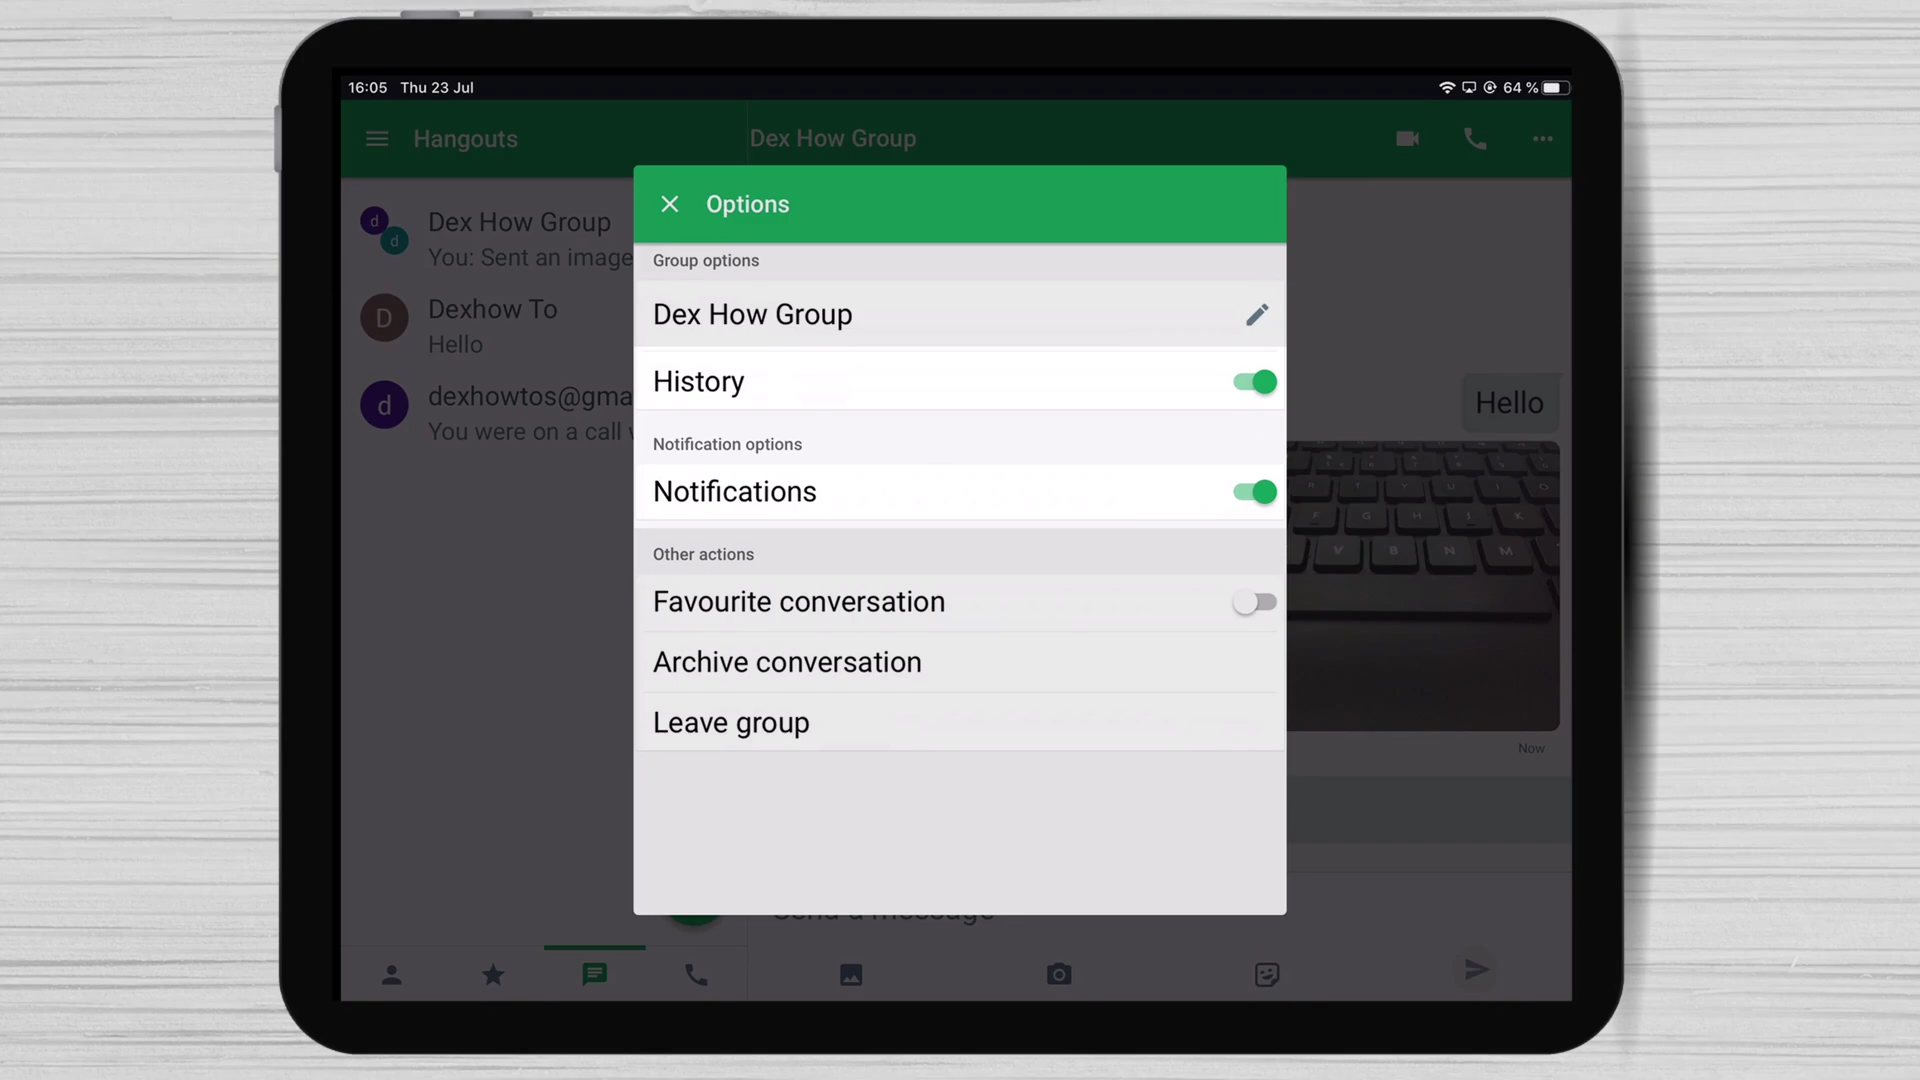 16:05 Thu 23 Jul
64 %
Hangouts
Dex How Group
d
d
Dex How Group
You: Sent an image
D
Dexhow To
Hello
d
dexhowtos@gma
You were on a call
Options
Group options
Dex How Group
History
Notification options
Notifications
Other actions
Favourite conversation
Archive conversation
Leave group
Hello
Now
Send a message